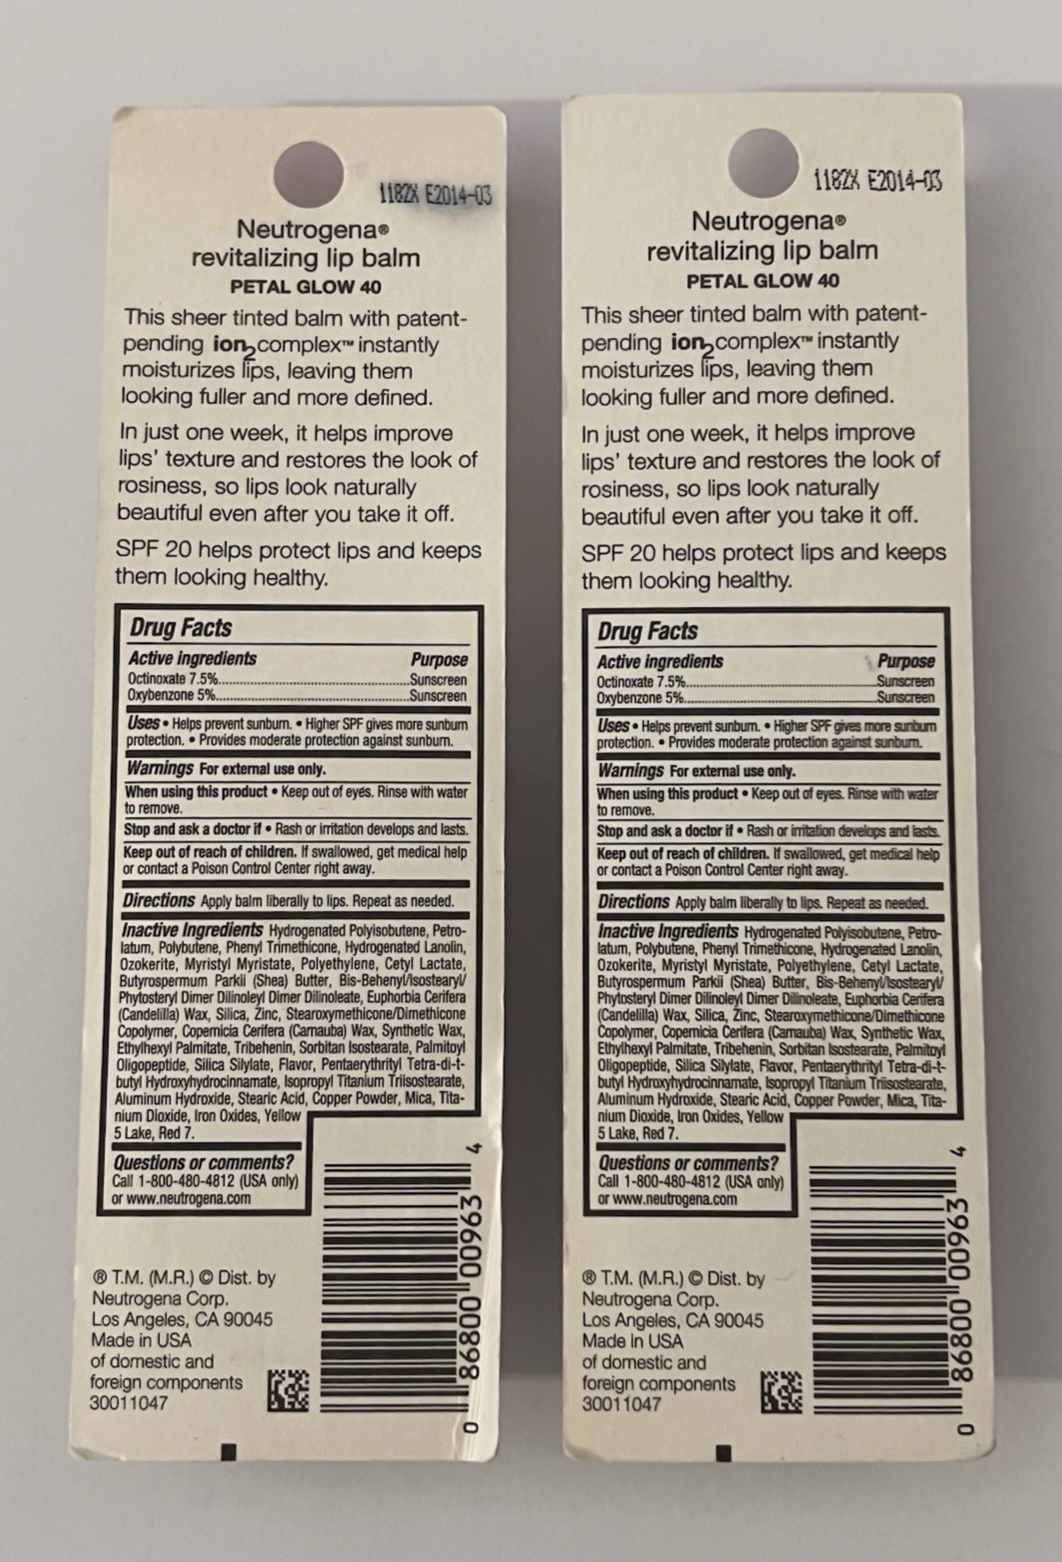 1182X E2014-03
Neutrogena®
revitalizing lip balm
PETAL GLOW 40
This sheer tinted balm with patent-
pending ion2complex™ instantly
moisturizes lips, leaving them
looking fuller and more defined.
In just one week, it helps improve
lips' texture and restores the look of
rosiness, so lips look naturally
beautiful even after you take it off.
SPF 20 helps protect lips and keeps
them looking healthy.
Drug Facts
Active ingredients Purpose
Octinoxate 7.5%........................................Sunscreen
Oxybenzone 5%........................................Sunscreen
Uses • Helps prevent sunburn. • Higher SPF gives more sunburn
protection. • Provides moderate protection against sunburn.
Warnings For external use only.
When using this product • Keep out of eyes. Rinse with water
to remove.
Stop and ask a doctor if • Rash or irritation develops and lasts.
Keep out of reach of children. If swallowed, get medical help
or contact a Poison Control Center right away.
Directions Apply balm liberally to lips. Repeat as needed.
Inactive Ingredients Hydrogenated Polyisobutene, Petro-
latum, Polybutene, Phenyl Trimethicone, Hydrogenated Lanolin,
Ozokerite, Myristyl Myristate, Polyethylene, Cetyl Lactate,
Butyrospermum Parkii (Shea) Butter, Bis-Behenyl/Isostearyl/
Phytosteryl Dimer Dilinoleyl Dimer Dilinoleate, Euphorbia Cerifera
(Candelilla) Wax, Silica, Zinc, Stearoxymethicone/Dimethicone
Copolymer, Copernicia Cerifera (Carnauba) Wax, Synthetic Wax,
Ethylhexyl Palmitate, Tribehenin, Sorbitan Isostearate, Palmitoyl
Oligopeptide, Silica Silylate, Flavor, Pentaerythrityl Tetra-di-t-
butyl Hydroxyhydrocinnamate, Isopropyl Titanium Triisostearate,
Aluminum Hydroxide, Stearic Acid, Copper Powder, Mica, Tita-
nium Dioxide, Iron Oxides, Yellow
5 Lake, Red 7.
Questions or comments?
Call 1-800-480-4812 (USA only)
or www.neutrogena.com
® T.M. (M.R.) © Dist. by
Neutrogena Corp.
Los Angeles, CA 90045
Made in USA
of domestic and
foreign components
30011047
0 86800 00963 4
1182X E2014-03
Neutrogena®
revitalizing lip balm
PETAL GLOW 40
This sheer tinted balm with patent-
pending ion2complex™ instantly
moisturizes lips, leaving them
looking fuller and more defined.
In just one week, it helps improve
lips' texture and restores the look of
rosiness, so lips look naturally
beautiful even after you take it off.
SPF 20 helps protect lips and keeps
them looking healthy.
Drug Facts
Active ingredients Purpose
Octinoxate 7.5%........................................Sunscreen
Oxybenzone 5%........................................Sunscreen
Uses • Helps prevent sunburn. • Higher SPF gives more sunburn
protection. • Provides moderate protection against sunburn.
Warnings For external use only.
When using this product • Keep out of eyes. Rinse with water
to remove.
Stop and ask a doctor if • Rash or irritation develops and lasts.
Keep out of reach of children. If swallowed, get medical help
or contact a Poison Control Center right away.
Directions Apply balm liberally to lips. Repeat as needed.
Inactive Ingredients Hydrogenated Polyisobutene, Petro-
latum, Polybutene, Phenyl Trimethicone, Hydrogenated Lanolin,
Ozokerite, Myristyl Myristate, Polyethylene, Cetyl Lactate,
Butyrospermum Parkii (Shea) Butter, Bis-Behenyl/Isostearyl/
Phytosteryl Dimer Dilinoleyl Dimer Dilinoleate, Euphorbia Cerifera
(Candelilla) Wax, Silica, Zinc, Stearoxymethicone/Dimethicone
Copolymer, Copernicia Cerifera (Carnauba) Wax, Synthetic Wax,
Ethylhexyl Palmitate, Tribehenin, Sorbitan Isostearate, Palmitoyl
Oligopeptide, Silica Silylate, Flavor, Pentaerythrityl Tetra-di-t-
butyl Hydroxyhydrocinnamate, Isopropyl Titanium Triisostearate,
Aluminum Hydroxide, Stearic Acid, Copper Powder, Mica, Tita-
nium Dioxide, Iron Oxides, Yellow
5 Lake, Red 7.
Questions or comments?
Call 1-800-480-4812 (USA only)
or www.neutrogena.com
® T.M. (M.R.) © Dist. by
Neutrogena Corp.
Los Angeles, CA 90045
Made in USA
of domestic and
foreign components
30011047
0 86800 00963 4